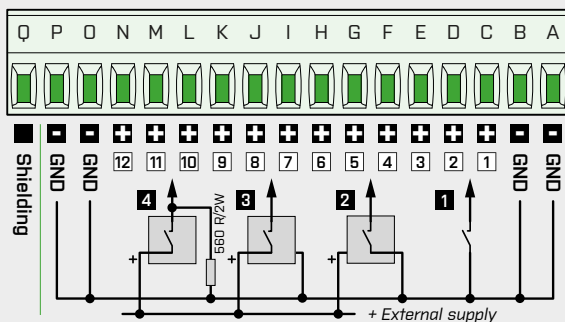 Q P O N M L K J I H G F E D C B A
- - + + + + + + + + + + + + - -
Shielding GND GND 12 11 10 9 8 7 6 5 4 3 2 1 GND GND
4 3 2 1
560 R/2W
+ + +
+ External supply